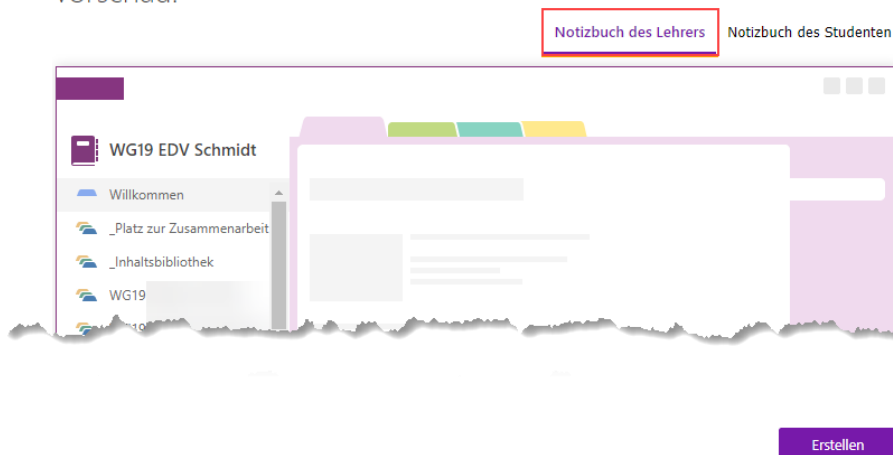 Notizbuch des Lehrers Notizbuch des Studenten
WG19 EDV Schmidt
Willkommen
_Platz zur Zusammenarbeit
_Inhaltsbibliothek
WG19
Erstellen